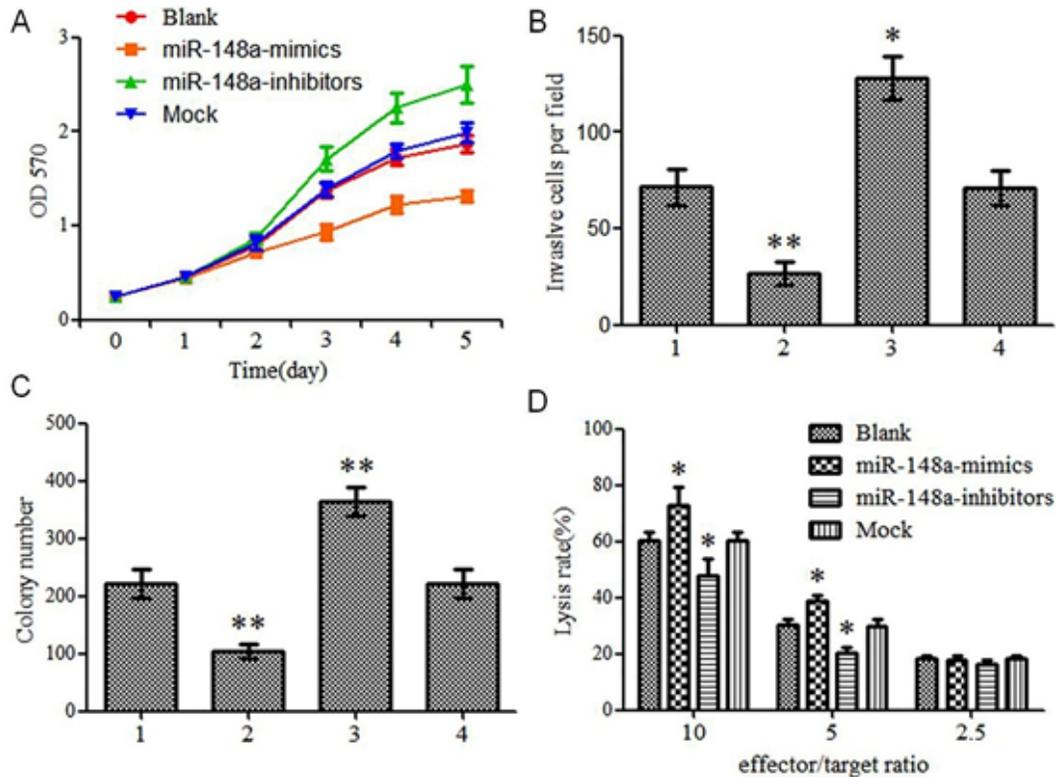 A
Blank
miR-148a-mimics
miR-148a-inhibitors
Mock
3
2
1
0
OD 570
0 1 2 3 4 5
Time(day)
B
150
100
50
0
Invasive cells per field
** * 
1 2 3 4
C
500
400
300
200
100
0
Colony number
** **
1 2 3 4
D
Blank
miR-148a-mimics
miR-148a-inhibitors
Mock
100
80
60
40
20
0
Lysis rate(%)
* * * *
10 5 2.5
effector/target ratio